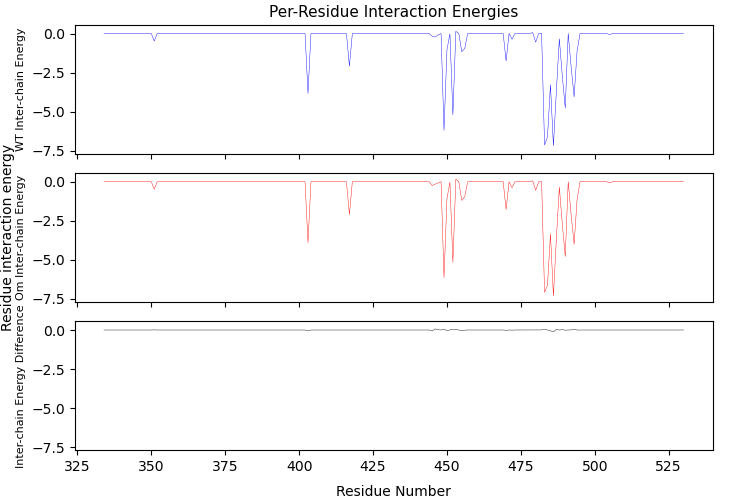 Per-Residue Interaction Energies
Residue interaction energy
WT Inter-chain Energy
0.0
−2.5
−5.0
−7.5
Om Inter-chain Energy
0.0
−2.5
−5.0
−7.5
Inter-chain Energy Difference
0.0
−2.5
−5.0
−7.5
325 350 375 400 425 450 475 500 525
Residue Number